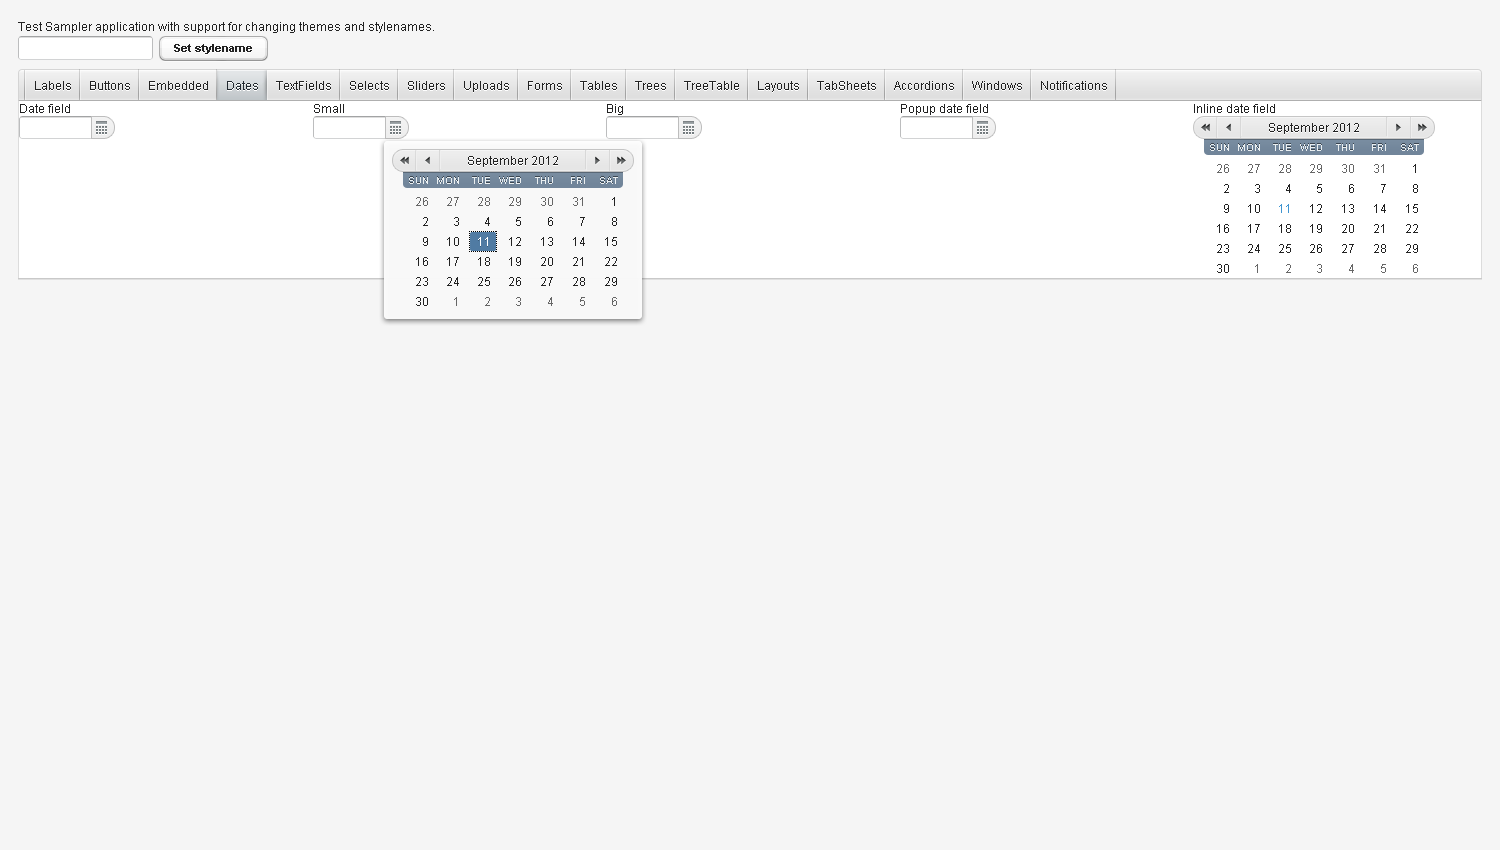 Test Sampler application with support for changing themes and stylenames.
Set stylename
Labels Buttons Embedded Dates TextFields Selects Sliders Uploads Forms Tables Trees TreeTable Layouts TabSheets Accordions Windows Notifications
Date field Small Big Popup date field Inline date field
September 2012
SUN MON TUE WED THU FRI SAT
26 27 28 29 30 31 1
2 3 4 5 6 7 8
9 10 11 12 13 14 15
16 17 18 19 20 21 22
23 24 25 26 27 28 29
30 1 2 3 4 5 6
September 2012
SUN MON TUE WED THU FRI SAT
26 27 28 29 30 31 1
2 3 4 5 6 7 8
9 10 11 12 13 14 15
16 17 18 19 20 21 22
23 24 25 26 27 28 29
30 1 2 3 4 5 6